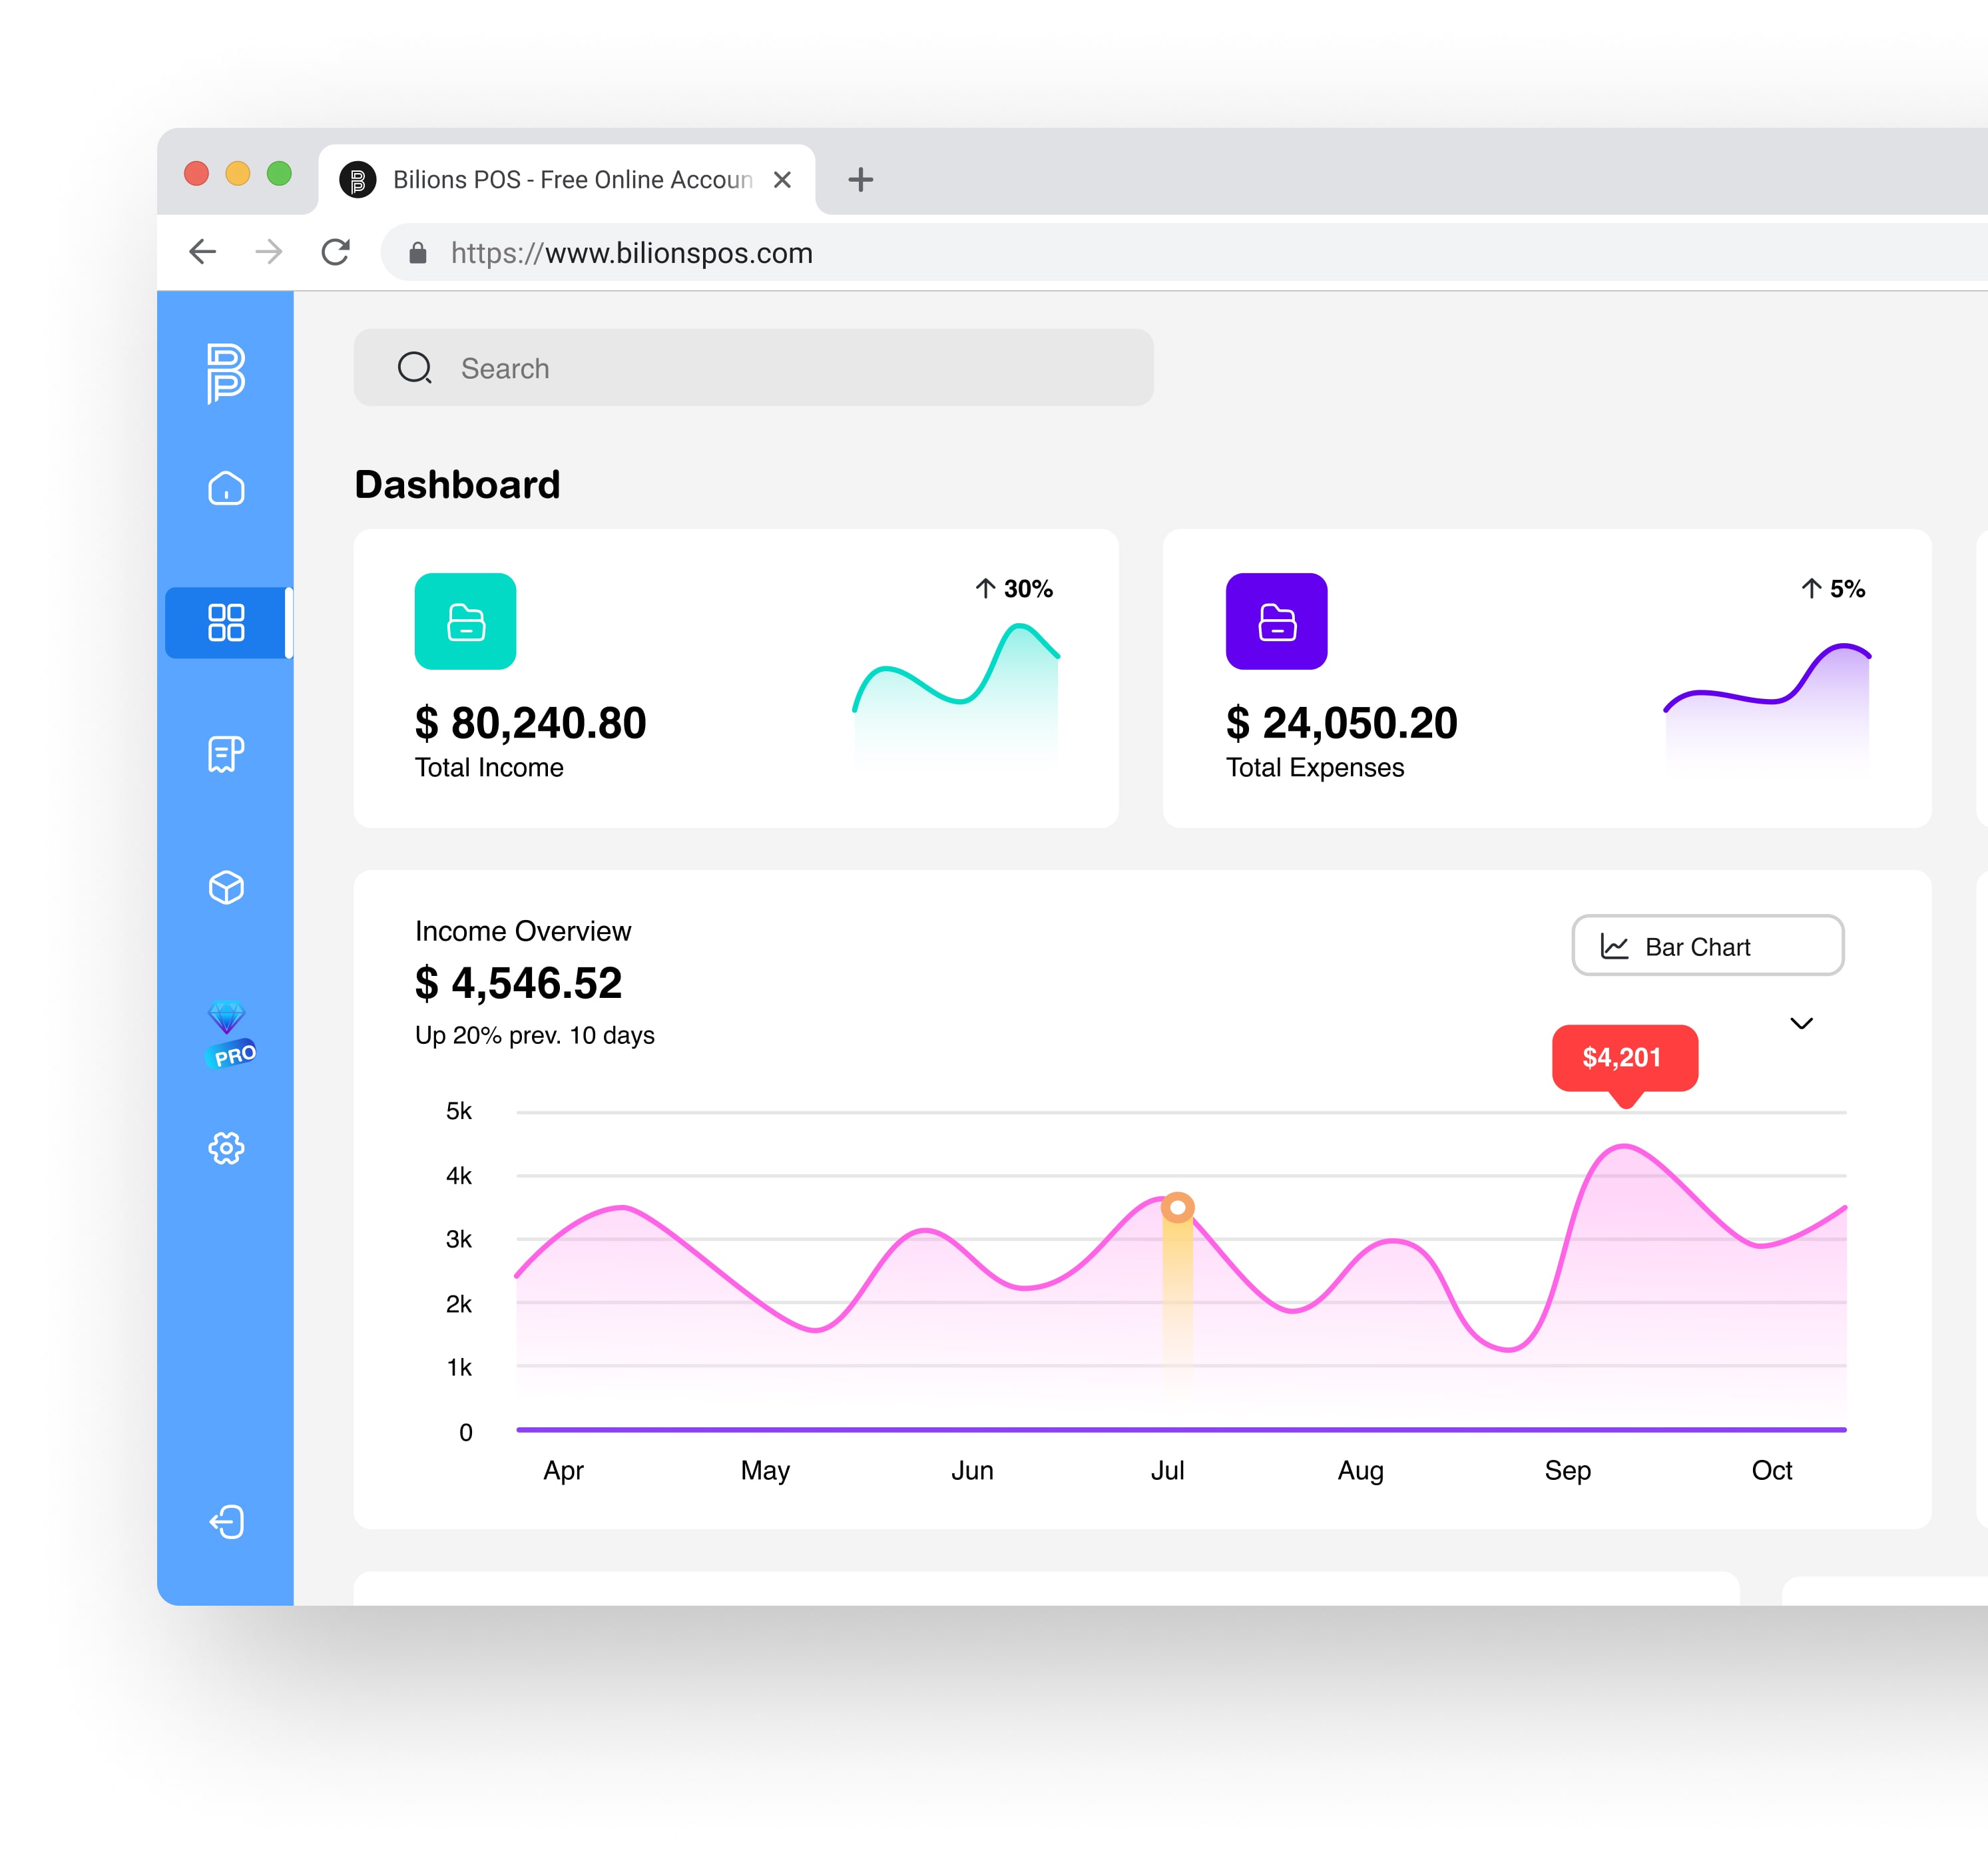 Bilions POS - Free Online Accoun
https://www.bilionspos.com
Search
Dashboard
30%
$ 80,240.80
Total Income
5%
$ 24,050.20
Total Expenses
Income Overview
$ 4,546.52
Up 20% prev. 10 days
Bar Chart
$4,201
PRO
5k
4k
3k
2k
1k
0
Apr May Jun Jul Aug Sep Oct